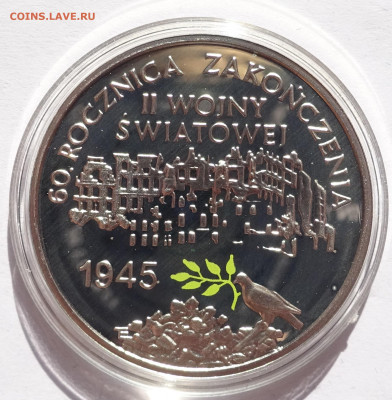 COINS.LAVE.RU
60 ROCZNICA ZAKOŃCZENIA
II WOJNY
ŚWIATOWEJ
1945